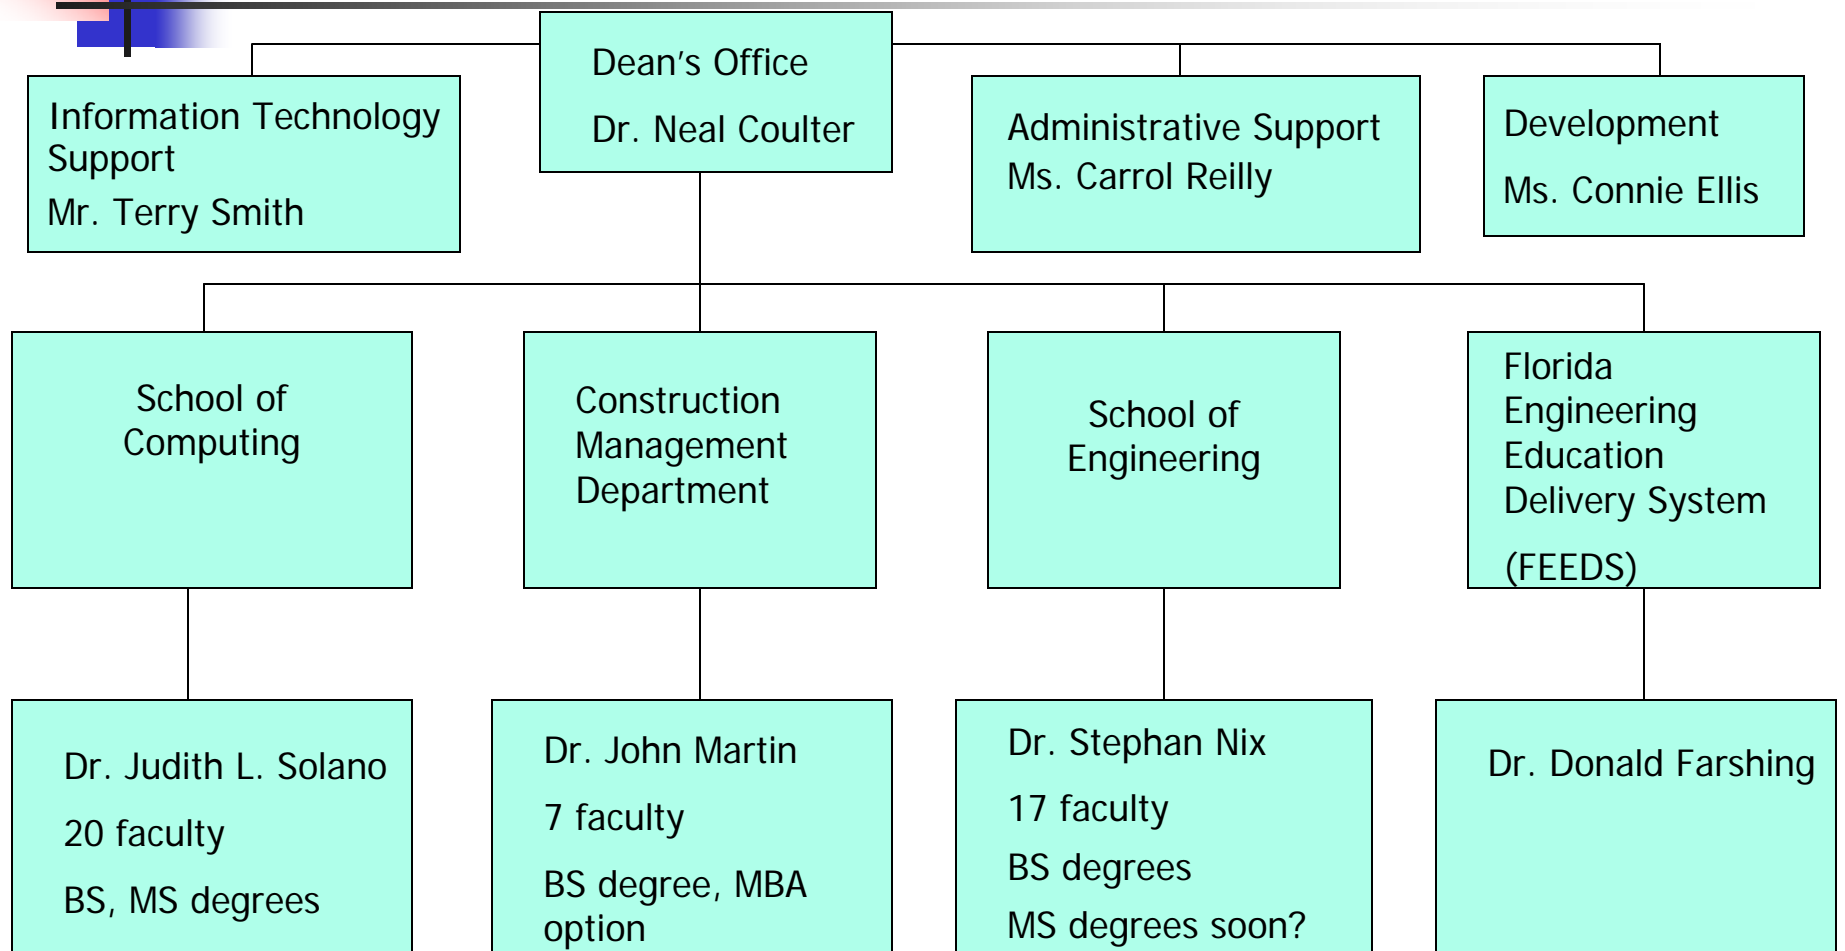 Dean's Office
Dr. Neal Coulter
Information Technology
Support
Mr. Terry Smith
Administrative Support
Ms. Carrol Reilly
Development
Ms. Connie Ellis
School of
Computing
Construction
Management
Department
School of
Engineering
Florida
Engineering
Education
Delivery System
(FEEDS)
Dr. Judith L. Solano
20 faculty
BS, MS degrees
Dr. John Martin
7 faculty
BS degree, MBA
option
Dr. Stephan Nix
17 faculty
BS degrees
MS degrees soon?
Dr. Donald Farshing